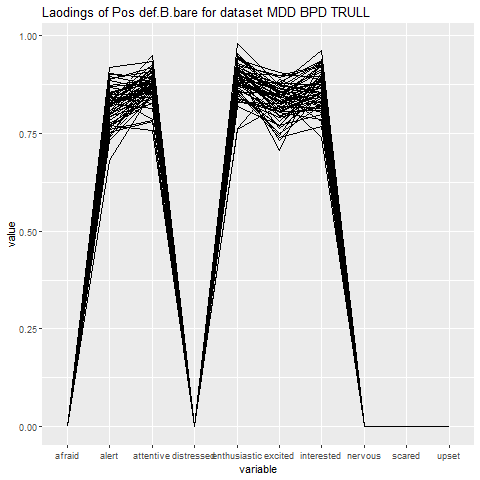 Laodings of Pos def.B.bare for dataset MDD BPD TRULL
1.00
0.75
0.50
0.25
0.00
value
afraid alert attentive distressed enthusiastic excited interested nervous scared upset
variable